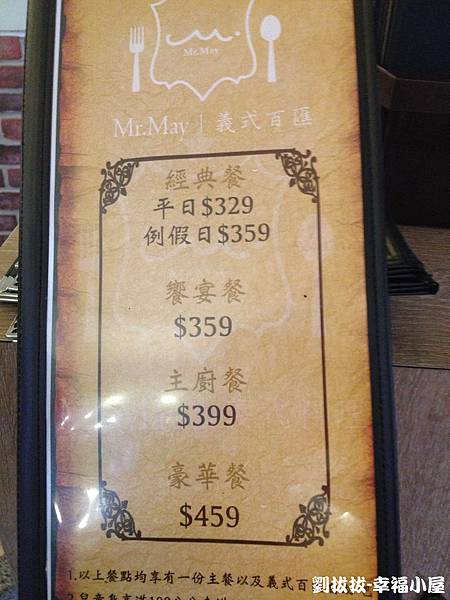 Mr.May
Mr.May | 義式百匯
經典餐
平日$329
例假日$359
饗宴餐
$359
主廚餐
$399
豪華餐
$459
1.以上餐點均享有一份主餐以及義式百
劉拔拔-幸福小屋